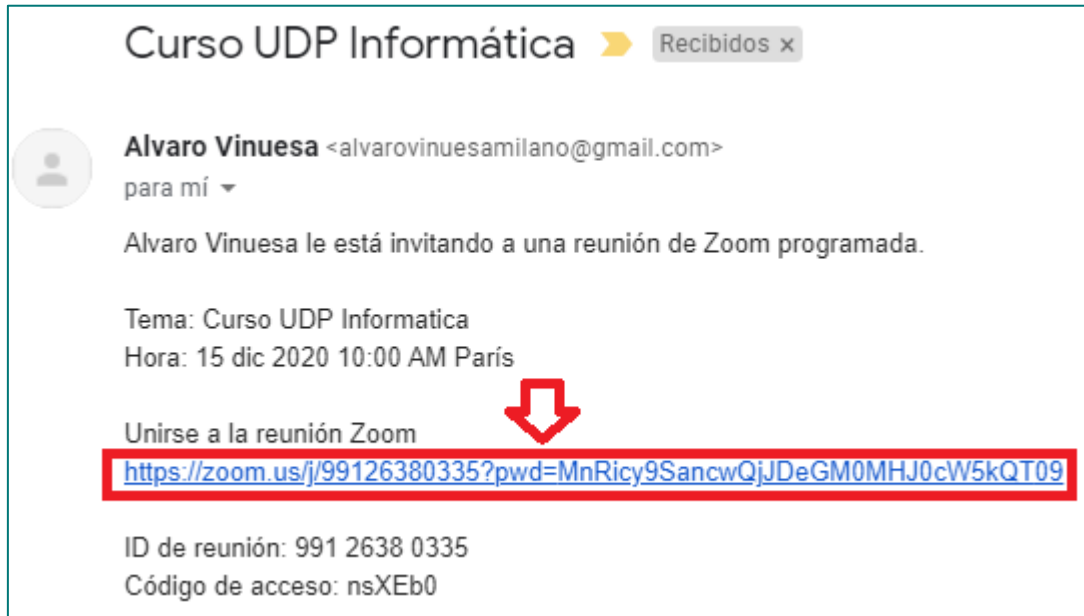 Curso UDP Informática Recibidos x
Alvaro Vinuesa <alvarovinuesamilano@gmail.com>
para mí
Alvaro Vinuesa le está invitando a una reunión de Zoom programada.
Tema: Curso UDP Informatica
Hora: 15 dic 2020 10:00 AM París
Unirse a la reunión Zoom
https://zoom.us/j/99126380335?pwd=MnRicy9SancwQjJDeGM0MHJ0cW5kQT09
ID de reunión: 991 2638 0335
Código de acceso: nsXEb0